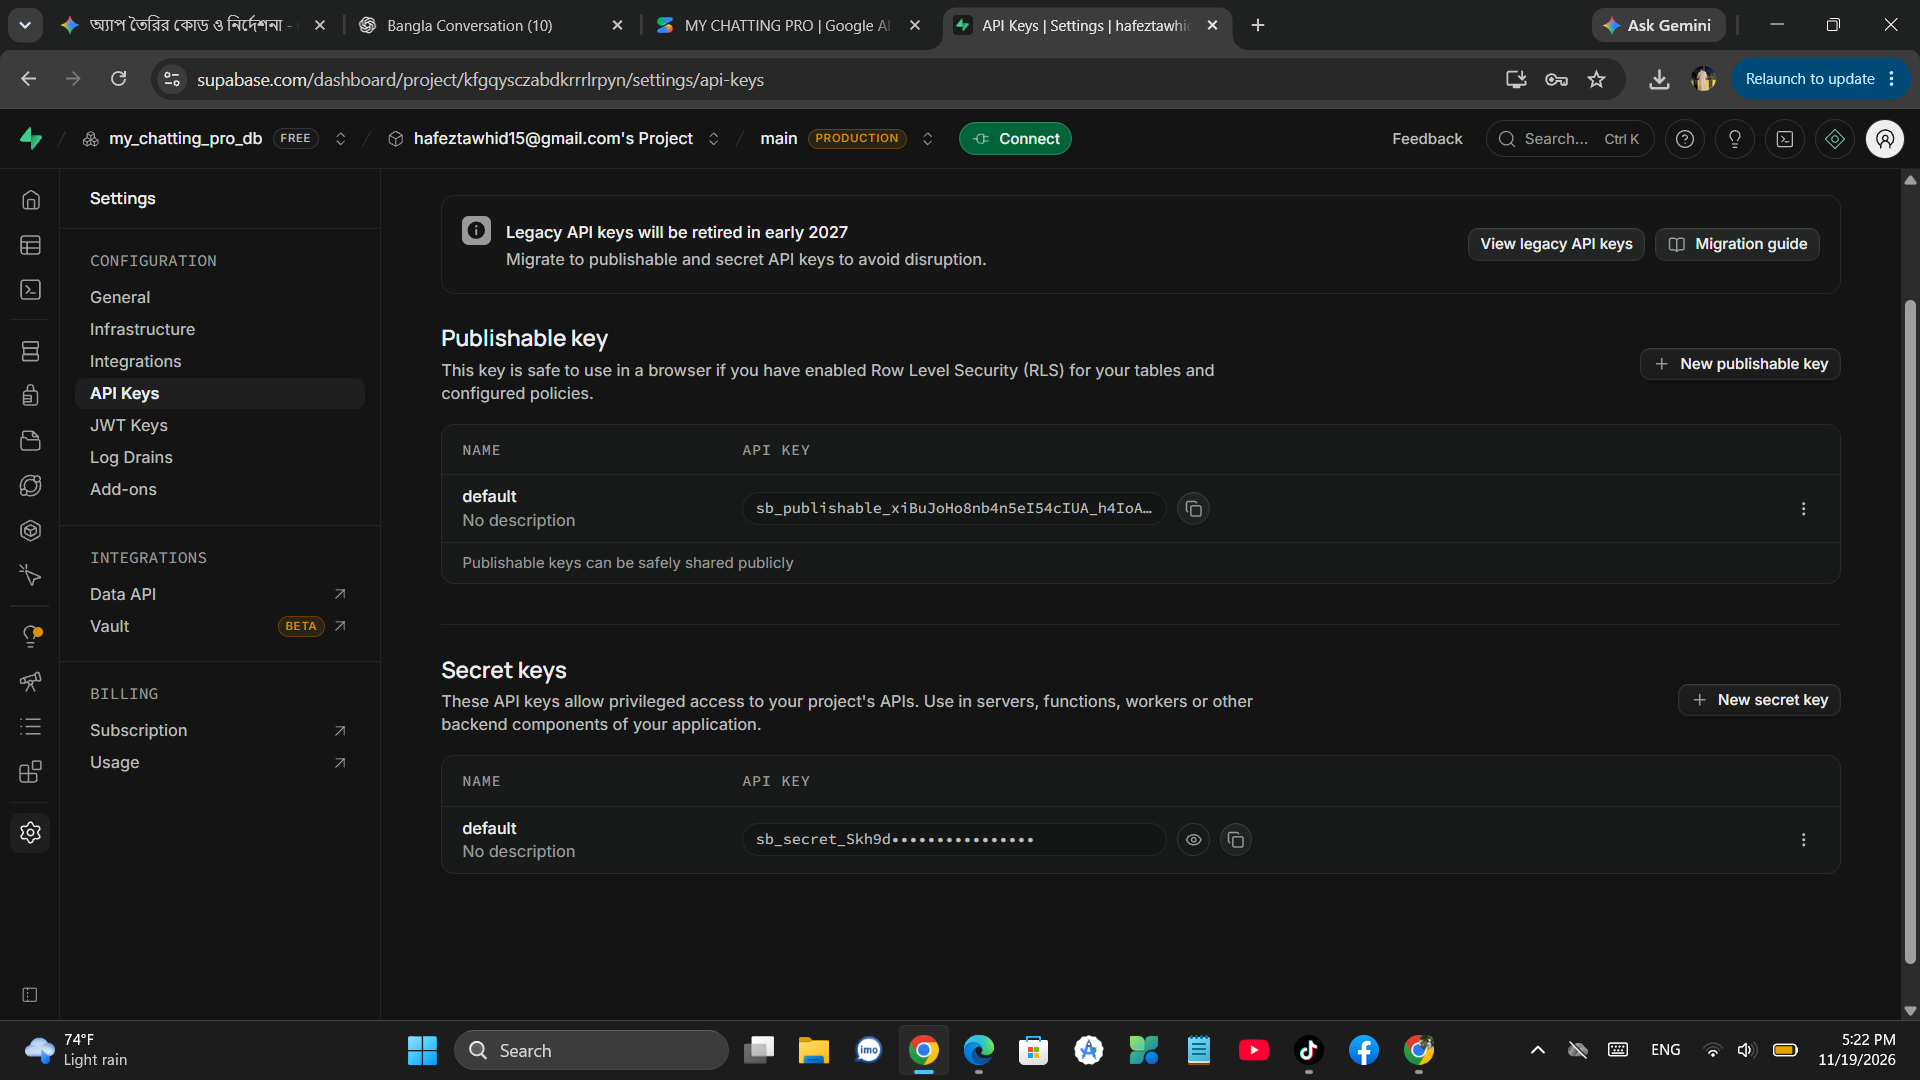 অ্যাপ তৈরির কোড ও নির্দেশনা -
Bangla Conversation (10)
MY CHATTING PRO | Google AI
API Keys | Settings | hafeztawhi
Ask Gemini
supabase.com/dashboard/project/kfgqysczabdkrrrlrpyn/settings/api-keys
Relaunch to update
my_chatting_pro_db FREE
hafeztawhid15@gmail.com's Project
main PRODUCTION
Connect
Feedback
Search... Ctrl K
Settings
CONFIGURATION
General
Infrastructure
Integrations
API Keys
JWT Keys
Log Drains
Add-ons
INTEGRATIONS
Data API
Vault BETA
BILLING
Subscription
Usage
Legacy API keys will be retired in early 2027
Migrate to publishable and secret API keys to avoid disruption.
View legacy API keys
Migration guide
Publishable key
This key is safe to use in a browser if you have enabled Row Level Security (RLS) for your tables and
configured policies.
New publishable key
NAME API KEY
default
No description
sb_publishable_xiBuJoHo8nb4n5eI54cIUA_h4IoA…
Publishable keys can be safely shared publicly
Secret keys
These API keys allow privileged access to your project's APIs. Use in servers, functions, workers or other
backend components of your application.
New secret key
NAME API KEY
default
No description
sb_secret_Skh9d••••••••••••••••
74°F
Light rain
Search
imo
ENG
5:22 PM
11/19/2026